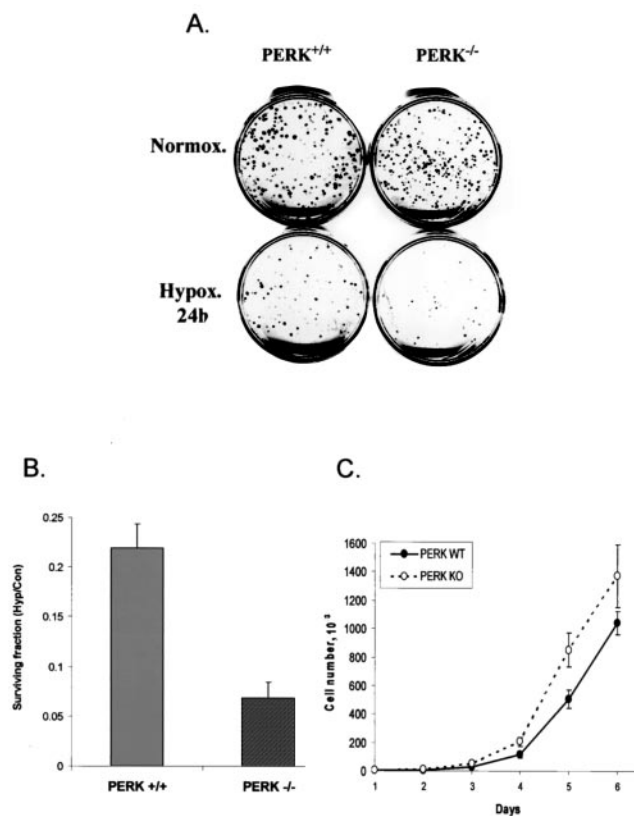 A.
PERK+/+ PERK-/-
Normox.
Hypox.
24h
B.
Surviving fraction (Hyp/Con)
0.25
0.2
0.15
0.1
0.05
0
PERK +/+ PERK -/-
C.
PERK WT
PERK KO
Cell number, 10⁻³
1600
1400
1200
1000
800
600
400
200
0
1 2 3 4 5 6
Days